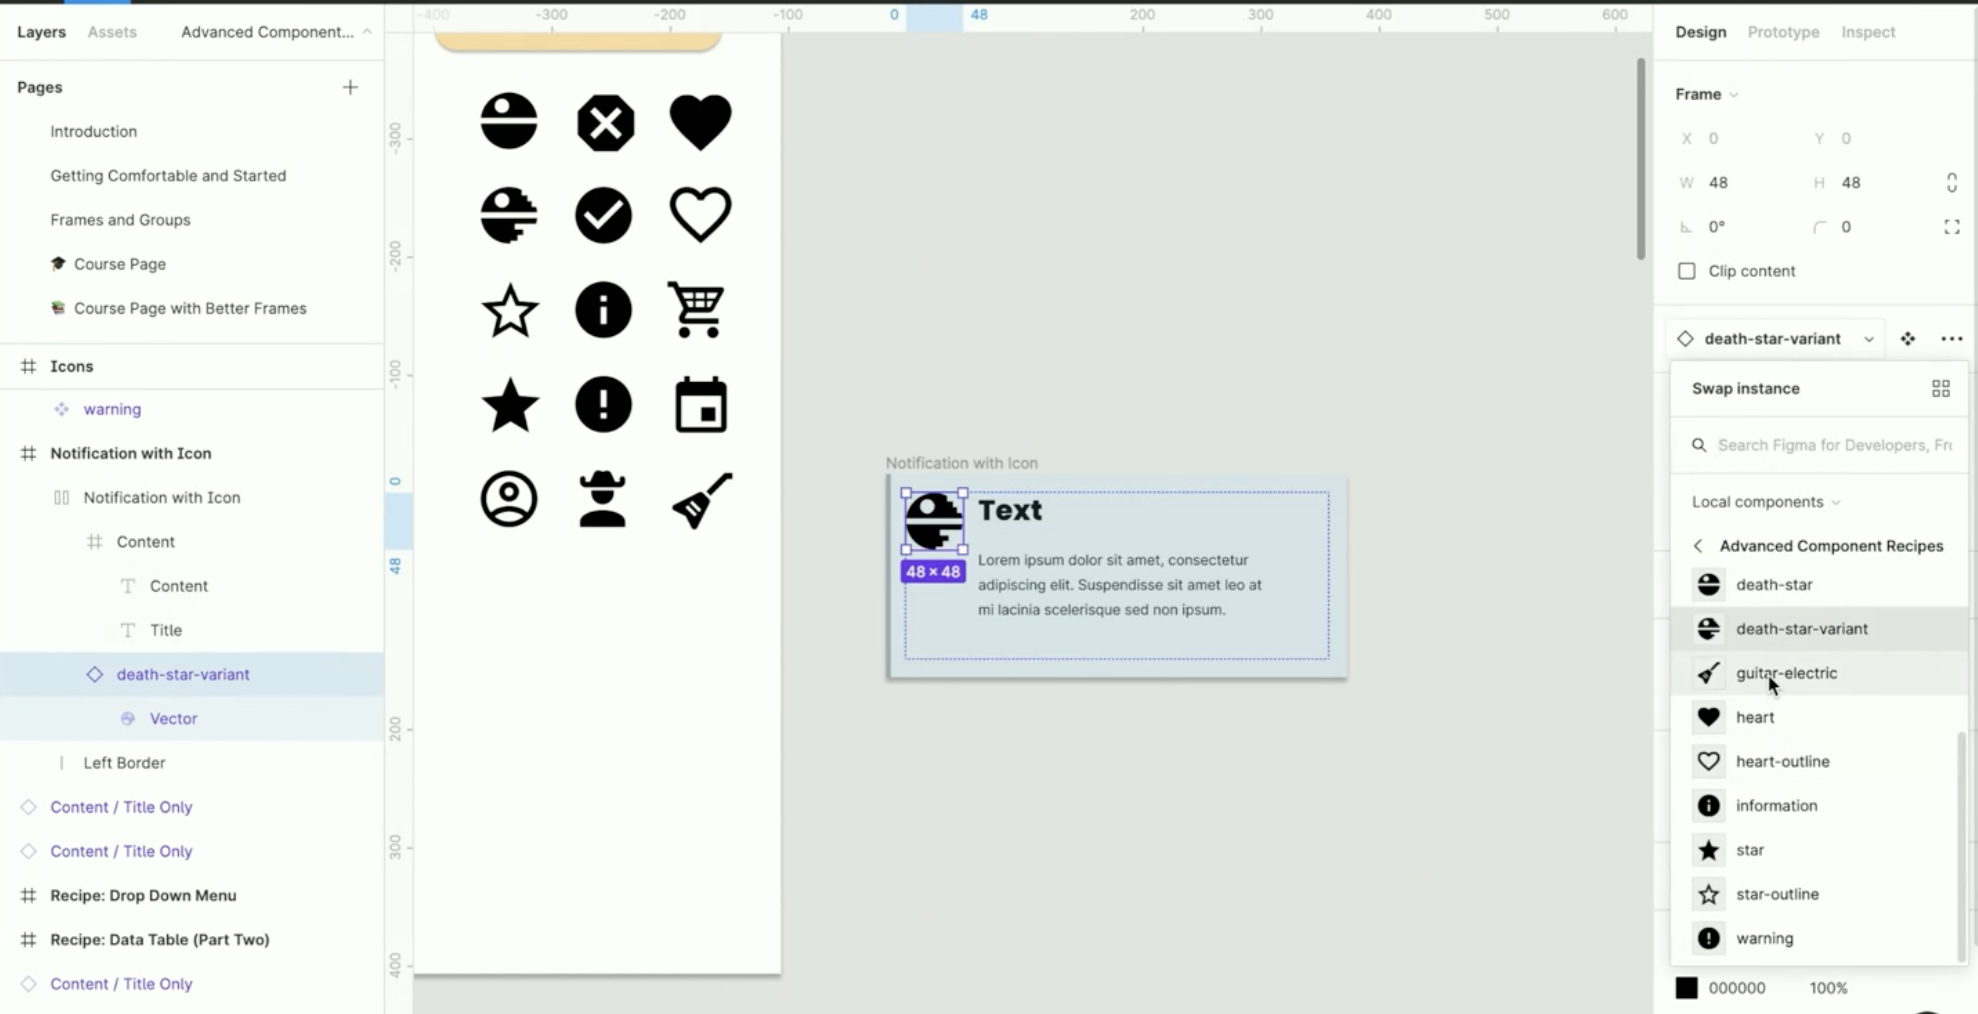 Layers Assets Advanced Component...
Pages
Introduction
Getting Comfortable and Started
Frames and Groups
Course Page
Course Page with Better Frames
Icons
warning
Notification with Icon
Notification with Icon
Content
Content
Title
death-star-variant
Vector
Left Border
Content / Title Only
Content / Title Only
Recipe: Drop Down Menu
Recipe: Data Table (Part Two)
Content / Title Only
-400 -300 -200 -100 0 48 200 300 400 500 600
-300
-200
-100
0
48
200
300
400
Notification with Icon
Text
Lorem ipsum dolor sit amet, consectetur
adipiscing elit. Suspendisse sit amet leo at
mi lacinia scelerisque sed non ipsum.
48 × 48
Design Prototype Inspect
Frame
X 0 Y 0
W 48 H 48
0° 0
Clip content
death-star-variant
Swap instance
Search Figma for Developers, Fro
Local components
Advanced Component Recipes
death-star
death-star-variant
guitar-electric
heart
heart-outline
information
star
star-outline
warning
000000 100%